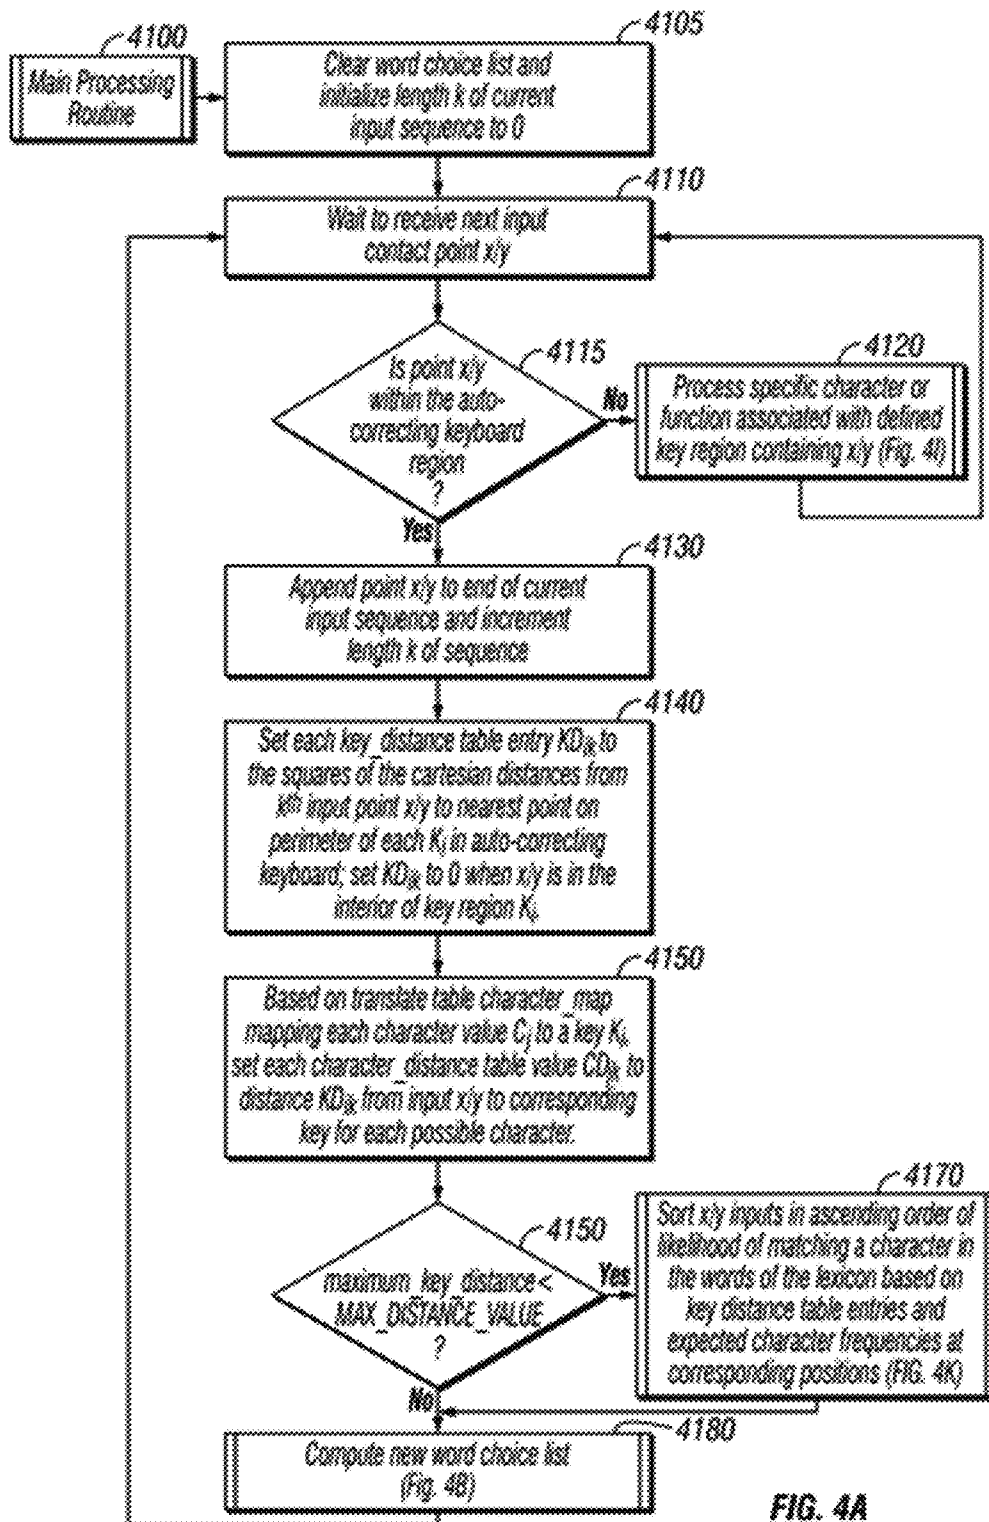 4100
Main Processing
Routine
4105
Clear word choice list and
initialize length k of current
input sequence to 0
4110
Wait to receive next input
contact point x/y
4115
Is point x/y
within the auto-
correcting keyboard
region
?
No
Yes
4120
Process specific character or
function associated with defined
key region containing x/y (Fig. 4I)
4130
Append point x/y to end of current
input sequence and increment
length k of sequence
4140
Set each key_distance table entry KDik to
the squares of the cartesian distances from
kth input point x/y to nearest point on
perimeter of each Ki in auto-correcting
keyboard; set KDik to 0 when x/y is in the
interior of key region Ki.
4150
Based on translate table character_map
mapping each character value Cj to a key Ki,
set each character_distance table value CDjk to
distance KDik from input x/y to corresponding
key for each possible character.
4150
maximum_key_distance <
MAX_DISTANCE_VALUE
?
Yes
No
4170
Sort x/y inputs in ascending order of
likelihood of matching a character in
the words of the lexicon based on
key distance table entries and
expected character frequencies at
corresponding positions (FIG. 4K)
4180
Compute new word choice list
(Fig. 4B)
FIG. 4A